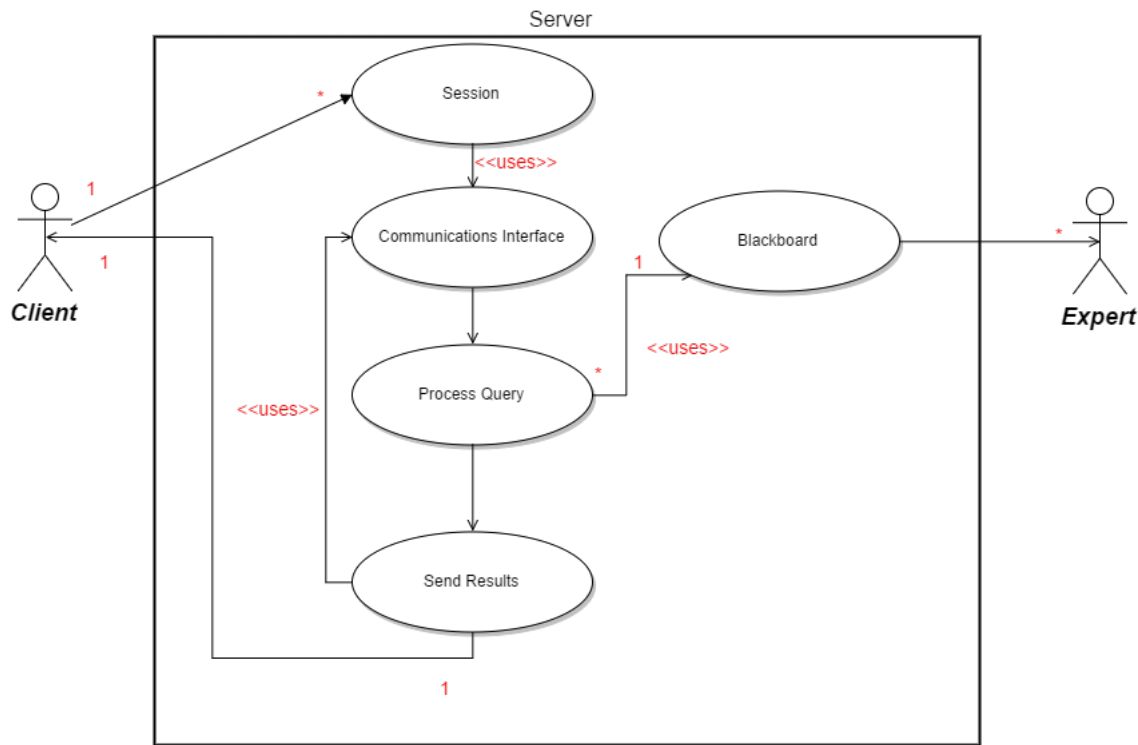 Server
Session
*
<<uses>>
1
Communications Interface
Blackboard
*
1
1
Client
Expert
<<uses>>
*
Process Query
<<uses>>
Send Results
1